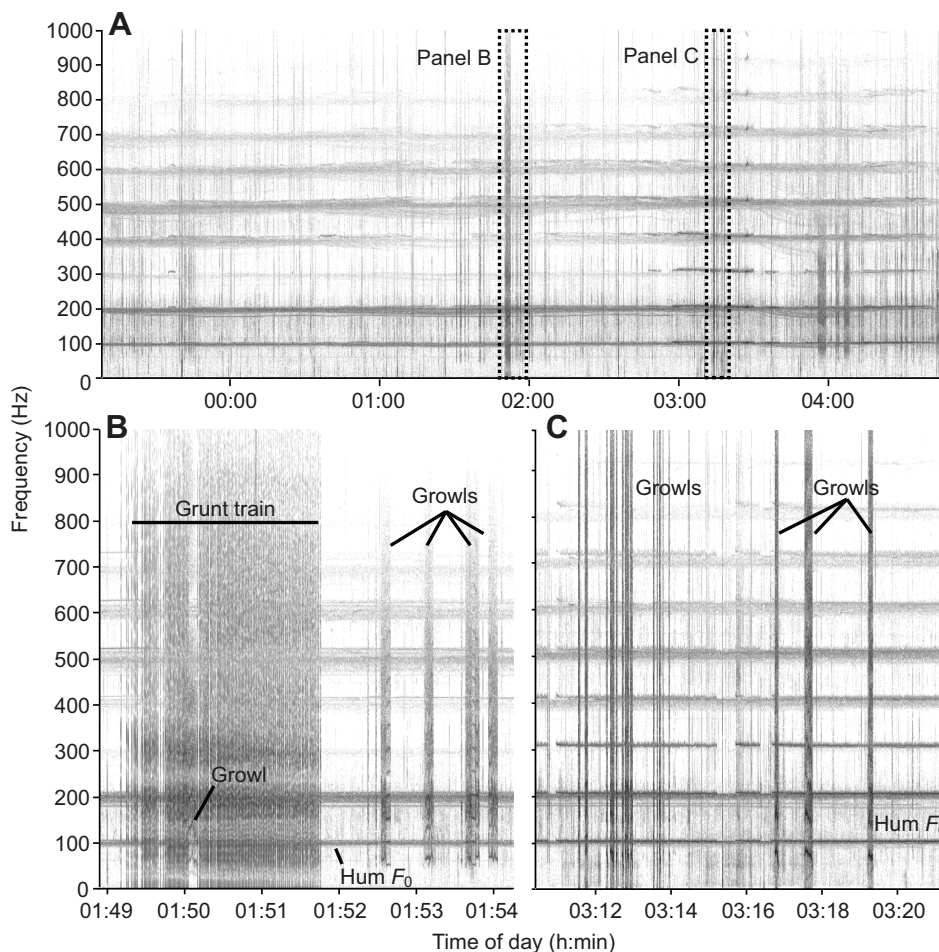 A
1000
900
800
700
600
500
400
300
200
100
0
Panel B
Panel C
00:00
01:00
02:00
03:00
04:00
Frequency (Hz)
B
1000
900
800
700
600
500
400
300
200
100
0
Grunt train
Growls
Growl
Hum F₀
01:49
01:50
01:51
01:52
01:53
01:54
C
Growls
Growls
Hum F
03:12
03:14
03:16
03:18
03:20
Time of day (h:min)